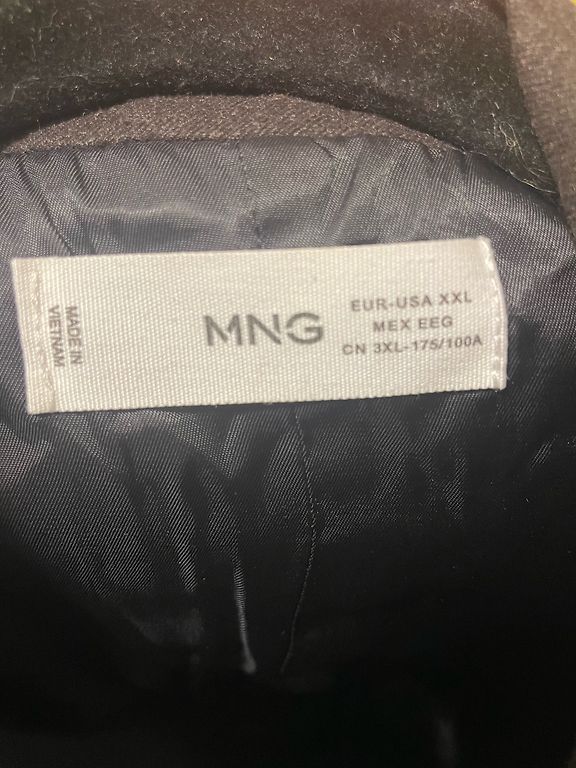 MADE IN
VIETNAM
MNG
EUR-USA XXL
MEX EEG
CN 3XL-175/100A